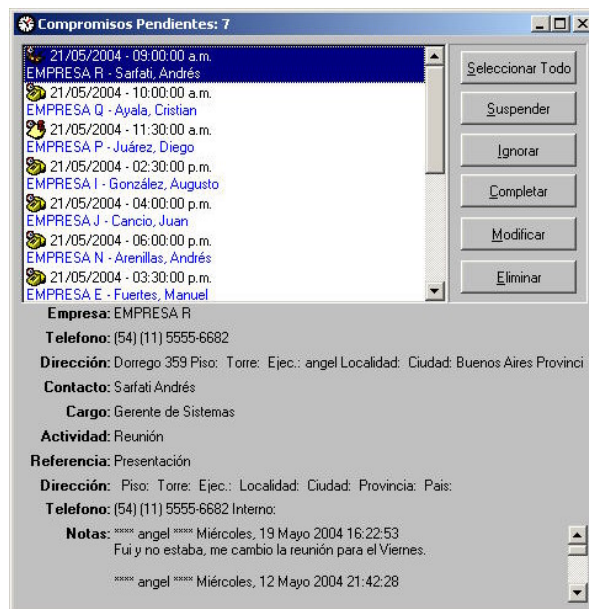 Compromisos Pendientes: 7
21/05/2004 - 09:00:00 a.m.
EMPRESA R - Sarfati, Andrés
21/05/2004 - 10:00:00 a.m.
EMPRESA Q - Ayala, Cristian
21/05/2004 - 11:30:00 a.m.
EMPRESA P - Juárez, Diego
21/05/2004 - 02:30:00 p.m.
EMPRESA I - González, Augusto
21/05/2004 - 04:00:00 p.m.
EMPRESA J - Cancio, Juan
21/05/2004 - 06:00:00 p.m.
EMPRESA N - Arenillas, Andrés
21/05/2004 - 03:30:00 p.m.
EMPRESA E - Fuertes, Manuel
Seleccionar Todo
Suspender
Ignorar
Completar
Modificar
Eliminar
Empresa: EMPRESA R
Telefono: (54) (11) 5555-6682
Dirección: Dorrego 359 Piso: Torre: Ejec.: angel Localidad: Ciudad: Buenos Aires Provinci
Contacto: Sarfati Andrés
Cargo: Gerente de Sistemas
Actividad: Reunión
Referencia: Presentación
Dirección: Piso: Torre: Ejec.: Localidad: Ciudad: Provincia: Pais:
Telefono: (54) (11) 5555-6682 Interno:
Notas: **** angel **** Miércoles, 19 Mayo 2004 16:22:53
Fui y no estaba, me cambio la reunión para el Viernes.
**** angel **** Miércoles, 12 Mayo 2004 21:42:28